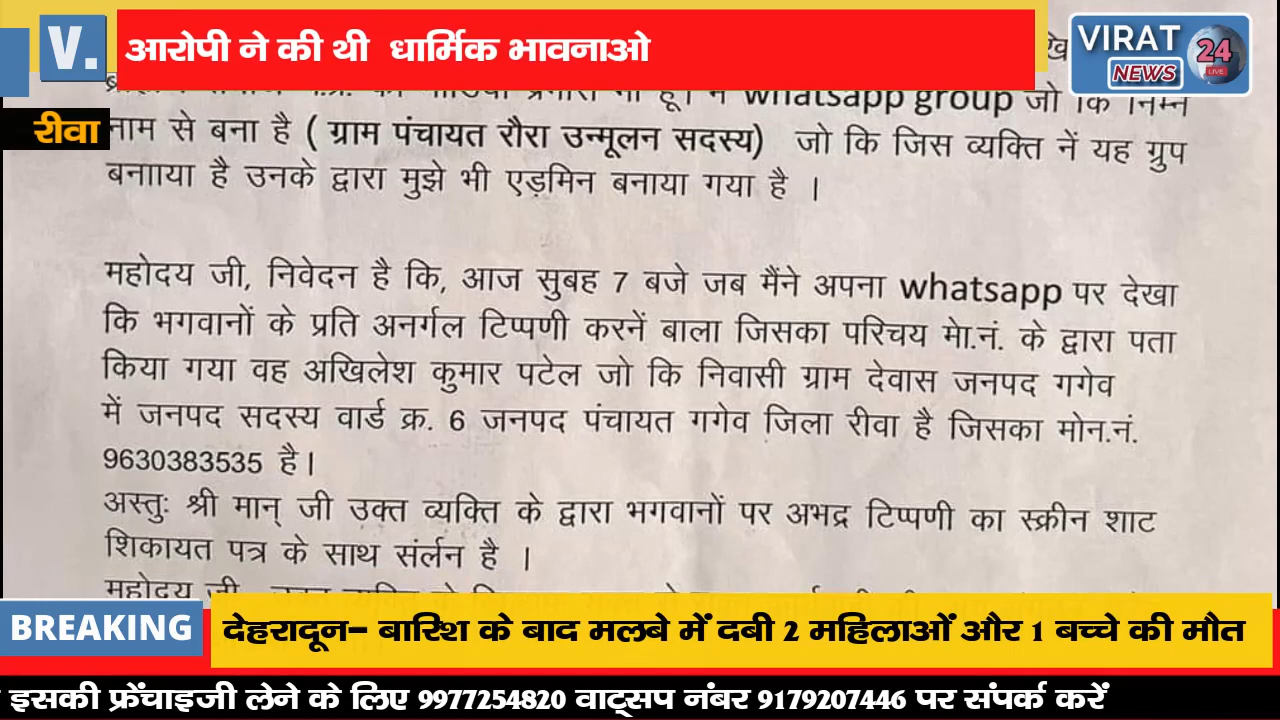 V.
आरोपी ने की थी धार्मिक भावनाओ
VIRAT
24
LIVE
NEWS
रीवा
whatsapp group जो कि निम्न
नाम से बना है ( ग्राम पंचायत रौरा उन्मूलन सदस्य) जो कि जिस व्यक्ति नें यह ग्रुप
बनााया है उनके द्वारा मुझे भी एड़मिन बनाया गया है ।
महोदय जी, निवेदन है कि, आज सुबह 7 बजे जब मैंने अपना whatsapp पर देखा
कि भगवानों के प्रति अनर्गल टिप्पणी करनें बाला जिसका परिचय मेा.नं. के द्वारा पता
किया गया वह अखिलेश कुमार पटेल जो कि निवासी ग्राम देवास जनपद गगेव
में जनपद सदस्य वार्ड क्र. 6 जनपद पंचायत गगेव जिला रीवा है जिसका मोन.नं.
9630383535 है।
अस्तुः श्री मान् जी उक्त व्यक्ति के द्वारा भगवानों पर अभद्र टिप्पणी का स्क्रीन शाट
शिकायत पत्र के साथ संर्लन है ।
महोदय जी
BREAKING
देहरादून- बारिश के बाद मलबे में दबी 2 महिलाओं और 1 बच्चे की मौत
इसकी फ्रेंचाइजी लेने के लिए 9977254820 वाट्सप नंबर 9179207446 पर संपर्क करें